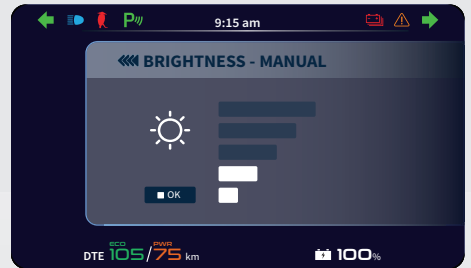 P
9:15 am
BRIGHTNESS - MANUAL
OK
ECO PWR
DTE 105/75 km
100%